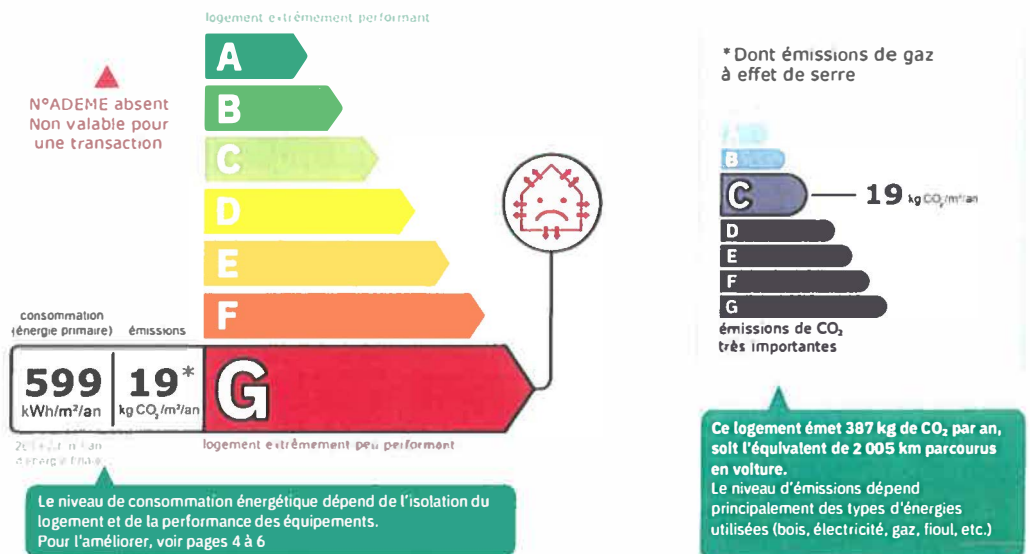 logement extrêmement performant
N°ADEME absent
Non valable pour
une transaction
A
B
C
D
E
F
G
consommation
(énergie primaire)
émissions
599
kWh/m²/an
19*
kg CO₂/m²/an
logement extrêmement peu performant
Le niveau de consommation énergétique dépend de l'isolation du
logement et de la performance des équipements.
Pour l'améliorer, voir pages 4 à 6
*Dont émissions de gaz
à effet de serre
A
B
C
19 kg CO₂/m²/an
D
E
F
G
émissions de CO₂
très importantes
Ce logement émet 387 kg de CO₂ par an,
soit l'équivalent de 2 005 km parcourus
en voiture.
Le niveau d'émissions dépend
principalement des types d'énergies
utilisées (bois, électricité, gaz, fioul, etc.)